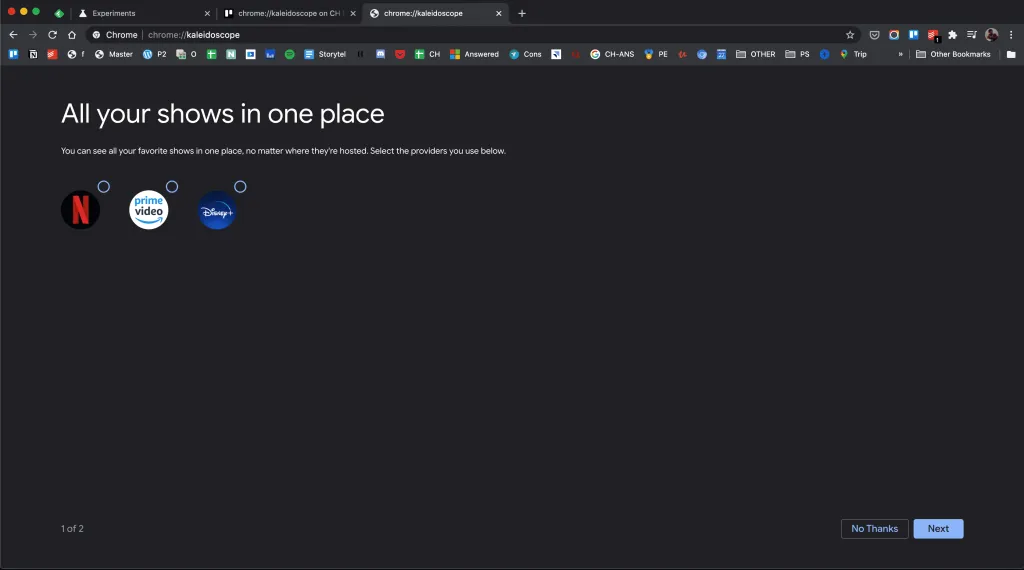 Experiments
chrome://kaleidoscope on CH
chrome://kaleidoscope
Chrome | chrome://kaleidoscope
f
Master
P2
O
Storytel
CH
Answered
Cons
CH-ANS
PE
OTHER
PS
Trip
»
Other Bookmarks
All your shows in one place
You can see all your favorite shows in one place, no matter where they're hosted. Select the providers you use below.
N
prime
video
Disney+
1 of 2
No Thanks
Next